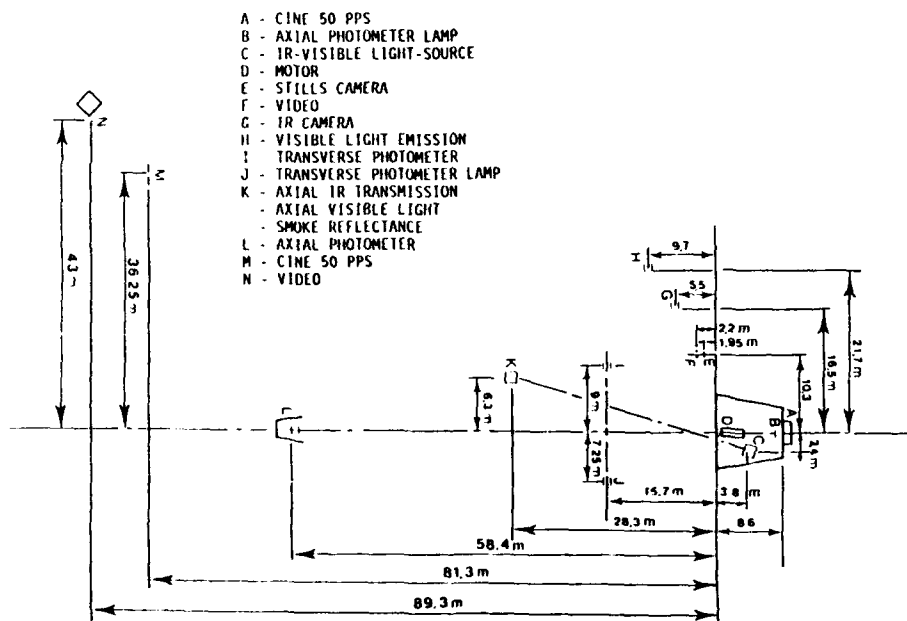 A - CINE 50 PPS
B - AXIAL PHOTOMETER LAMP
C - IR-VISIBLE LIGHT-SOURCE
D - MOTOR
E - STILLS CAMERA
F - VIDEO
G - IR CAMERA
H - VISIBLE LIGHT EMISSION
I TRANSVERSE PHOTOMETER
J - TRANSVERSE PHOTOMETER LAMP
K - AXIAL IR TRANSMISSION
- AXIAL VISIBLE LIGHT
- SMOKE REFLECTANCE
L - AXIAL PHOTOMETER
M - CINE 50 PPS
N - VIDEO
N
M
43 m
36.25 m
H
9,7
G
5,5
2,2 m
1,95 m
F
E
21,7 m
16,5 m
10,3
K
6,3 m
I
9 m
L
D
B
A
C
2,4 m
7,25 m
J
15,7 m
3,8 m
28,3 m
8,6
58,4 m
81,3 m
89,3 m